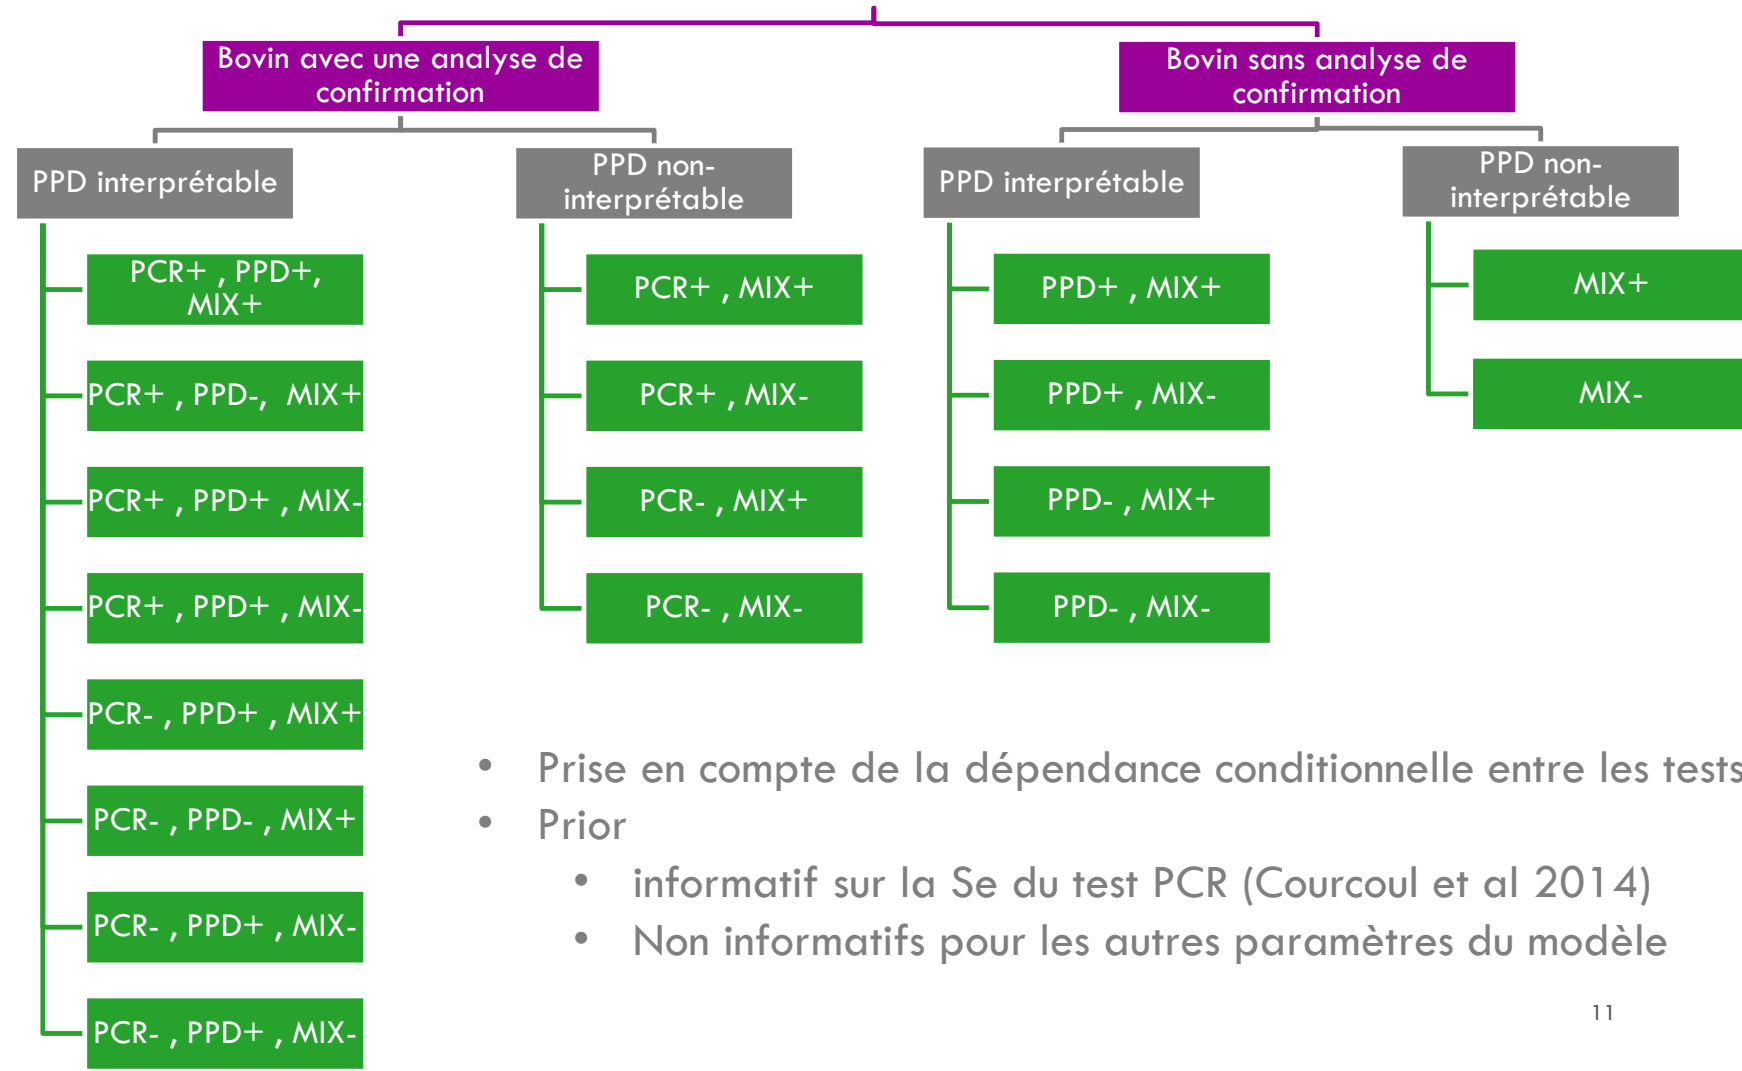 Bovin avec une analyse de
confirmation
Bovin sans analyse de
confirmation
PPD interprétable
PPD non-
interprétable
PPD interprétable
PPD non-
interprétable
PCR+ , PPD+,
MIX+
PCR+ , PPD-, MIX+
PCR+ , PPD+ , MIX-
PCR+ , PPD+ , MIX-
PCR- , PPD+ , MIX+
PCR- , PPD- , MIX+
PCR- , PPD+ , MIX-
PCR- , PPD+ , MIX-
PCR+ , MIX+
PCR+ , MIX-
PCR- , MIX+
PCR- , MIX-
PPD+ , MIX+
PPD+ , MIX-
PPD- , MIX+
PPD- , MIX-
MIX+
MIX-
• Prise en compte de la dépendance conditionnelle entre les tests
• Prior
• informatif sur la Se du test PCR (Courcoul et al 2014)
• Non informatifs pour les autres paramètres du modèle
11